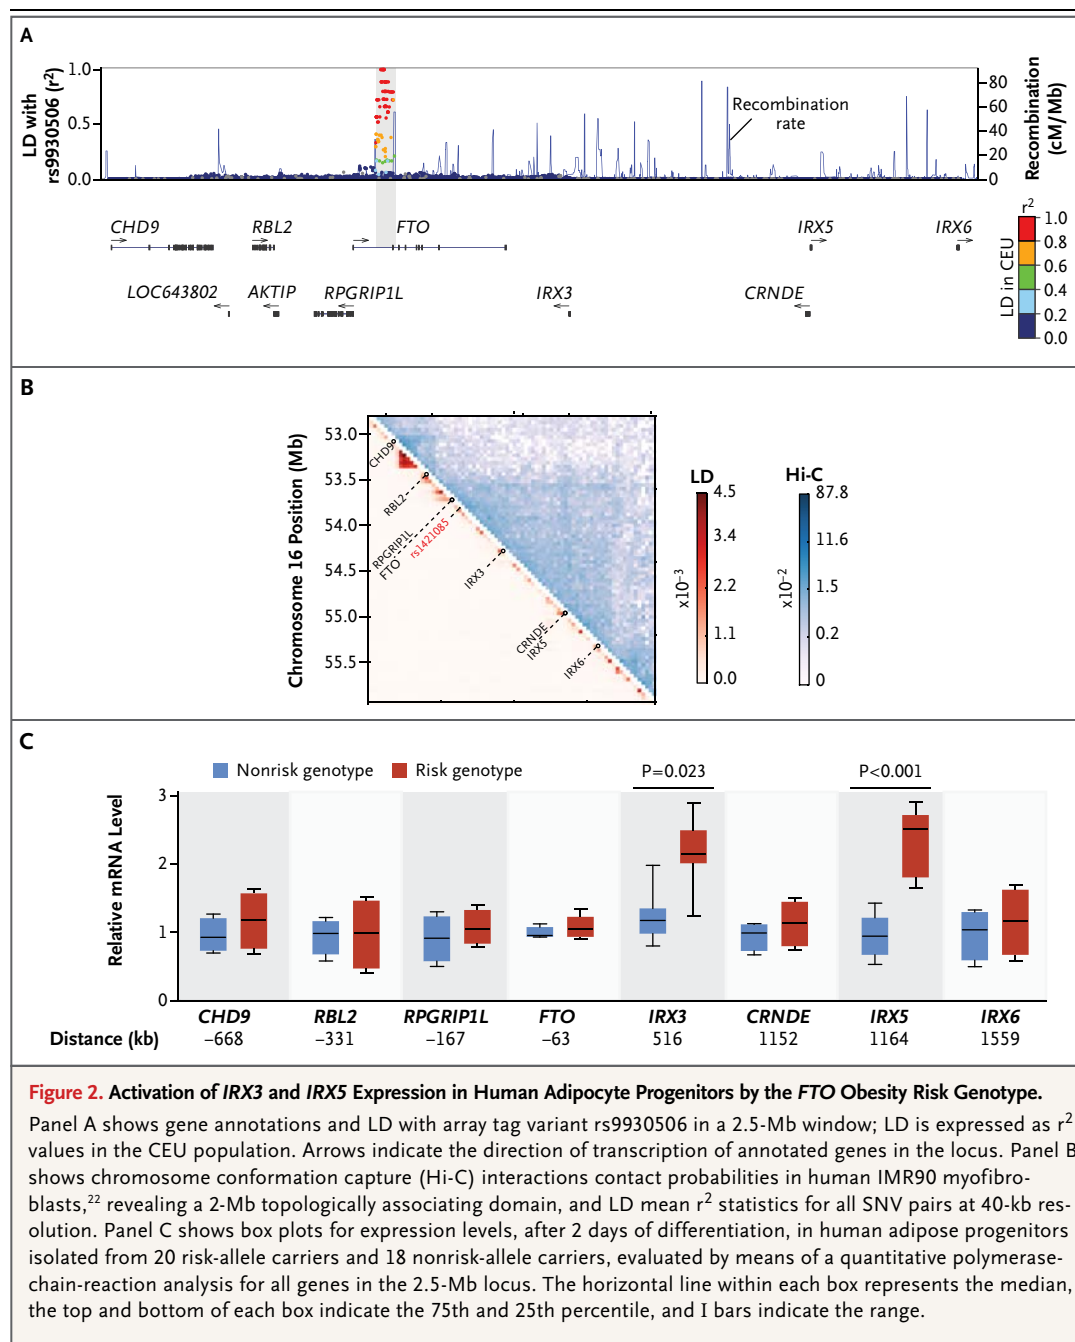 A
LD with
rs9930506 (r²)
1.0
0.5
0.0
Recombination
rate
80
60
40
20
0
Recombination
(cM/Mb)
CHD9
RBL2
FTO
IRX5
IRX6
LOC643802
AKTIP
RPGRIP1L
IRX3
CRNDE
r²
1.0
0.8
0.6
0.4
0.2
0.0
LD in CEU
B
Chromosome 16 Position (Mb)
53.0
53.5
54.0
54.5
55.0
55.5
CHD9
RBL2
RPGRIP1L
FTO
rs1421085
IRX3
CRNDE
IRX5
IRX6
LD
4.5
3.4
2.2
1.1
0.0
x10⁻³
Hi-C
87.8
11.6
1.5
0.2
0
x10⁻²
C
Nonrisk genotype
Risk genotype
P=0.023
P<0.001
Relative mRNA Level
3
2
1
0
CHD9 RBL2 RPGRIP1L FTO IRX3 CRNDE IRX5 IRX6
Distance (kb) –668 –331 –167 –63 516 1152 1164 1559
Figure 2. Activation of IRX3 and IRX5 Expression in Human Adipocyte Progenitors by the FTO Obesity Risk Genotype.
Panel A shows gene annotations and LD with array tag variant rs9930506 in a 2.5-Mb window; LD is expressed as r²
values in the CEU population. Arrows indicate the direction of transcription of annotated genes in the locus. Panel B
shows chromosome conformation capture (Hi-C) interactions contact probabilities in human IMR90 myofibro-
blasts,²² revealing a 2-Mb topologically associating domain, and LD mean r² statistics for all SNV pairs at 40-kb res-
olution. Panel C shows box plots for expression levels, after 2 days of differentiation, in human adipose progenitors
isolated from 20 risk-allele carriers and 18 nonrisk-allele carriers, evaluated by means of a quantitative polymerase-
chain-reaction analysis for all genes in the 2.5-Mb locus. The horizontal line within each box represents the median,
the top and bottom of each box indicate the 75th and 25th percentile, and I bars indicate the range.